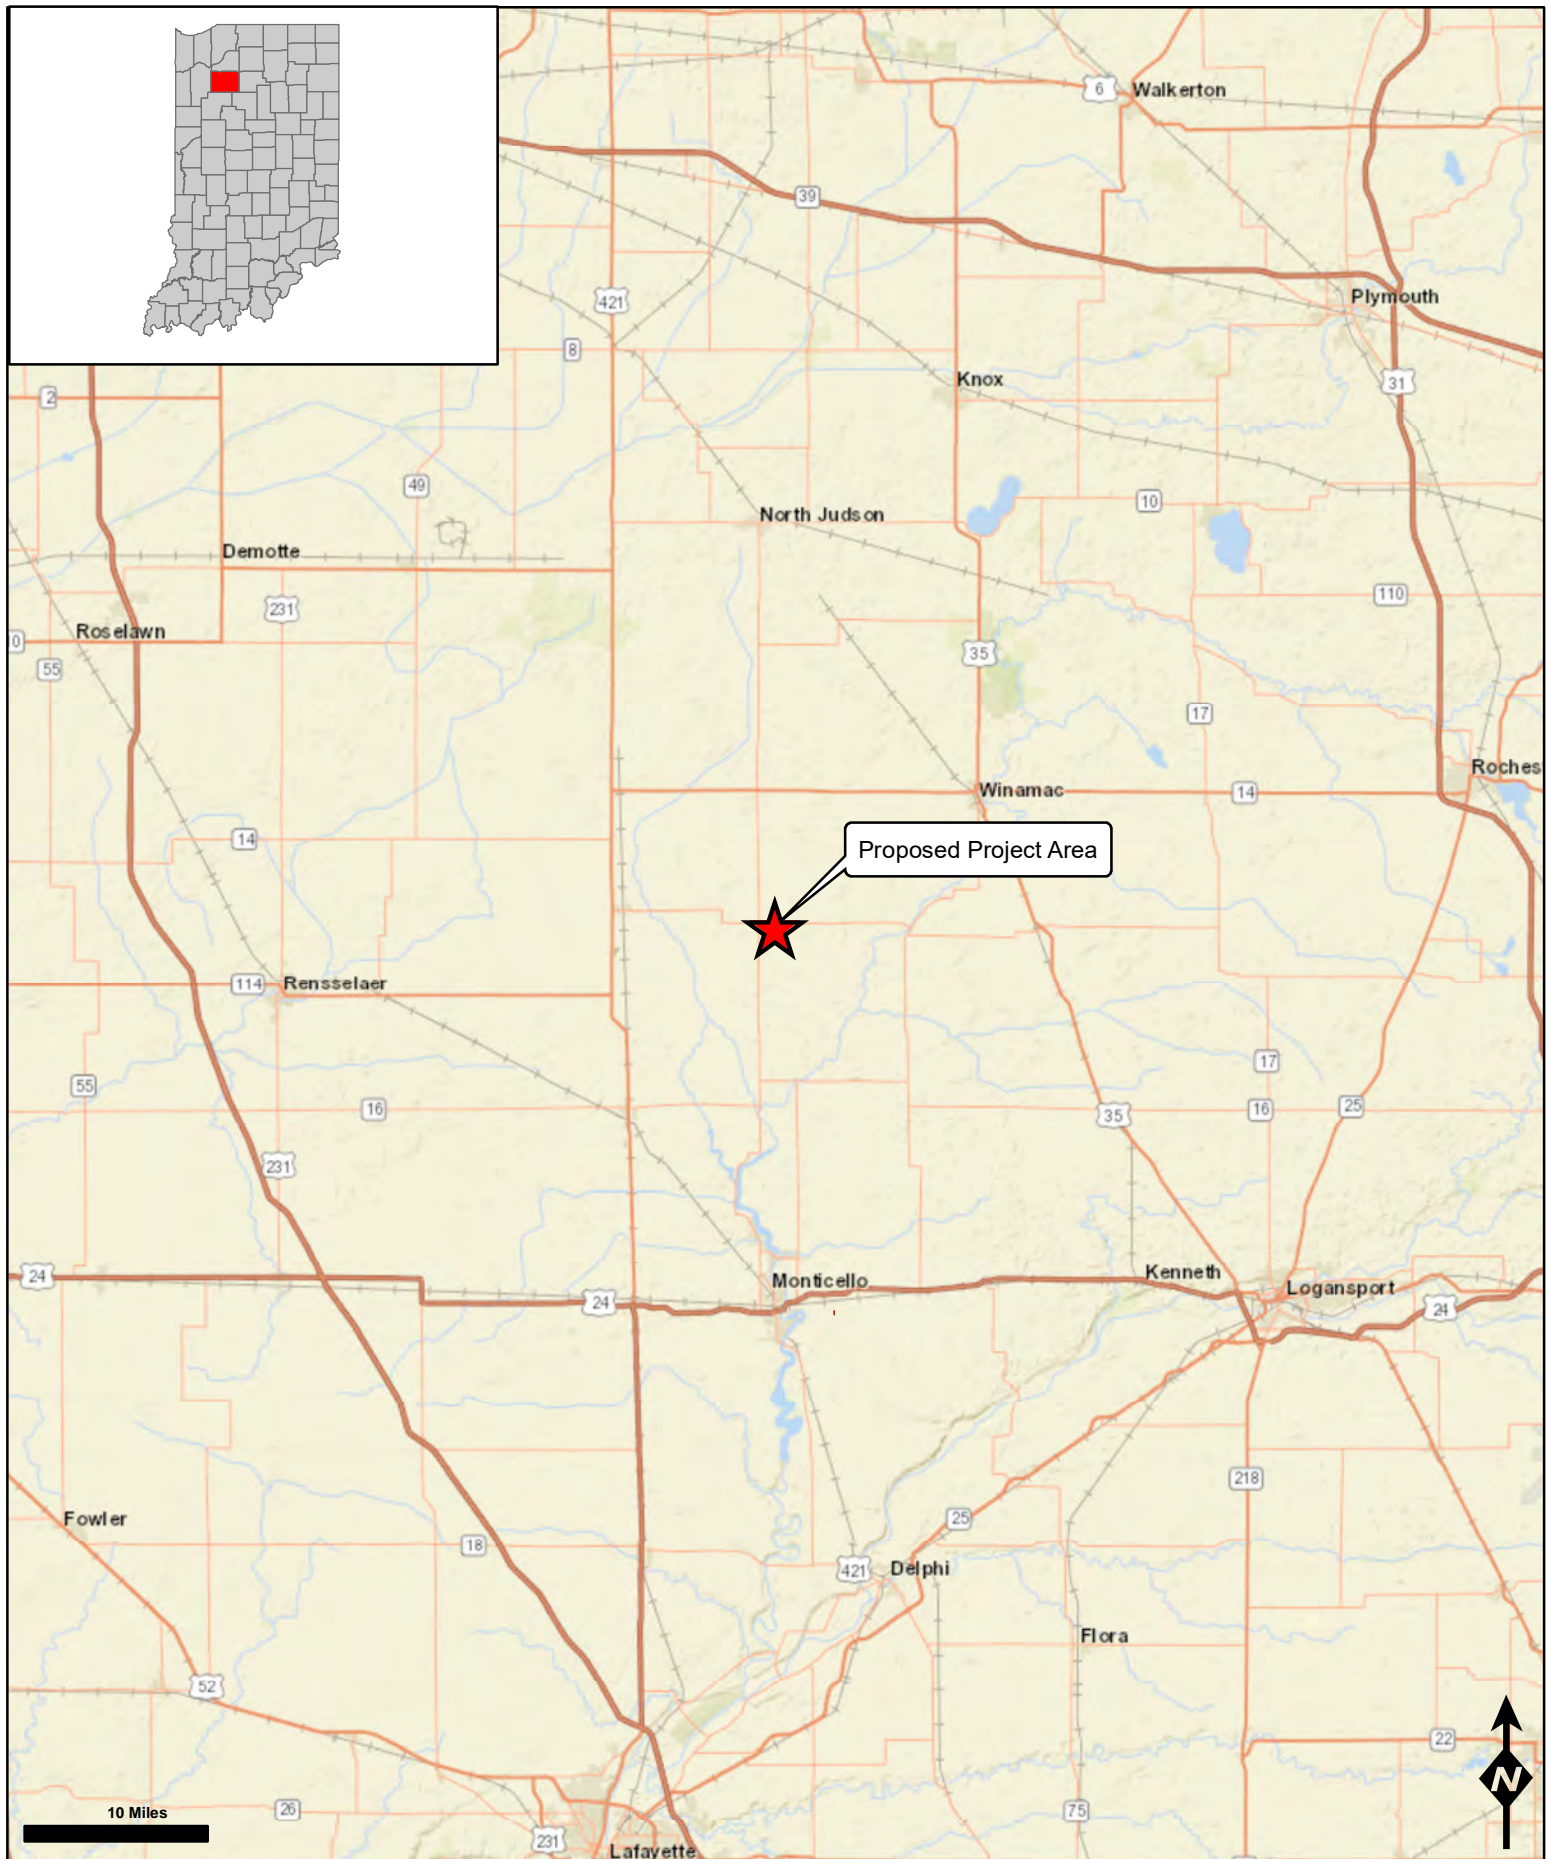 6
Walkerton
39
421
Plymouth
8
Knox
31
2
49
10
North Judson
Demotte
110
231
Roselawn
0
35
55
17
Roches
Winamac
14
14
Proposed Project Area
114
Rensselaer
17
55
16
35
16
25
231
Kenneth
24
Monticello
Logansport
24
24
218
Fowler
25
18
421
Delphi
Flora
52
22
N
10 Miles
26
75
231
Lafayette